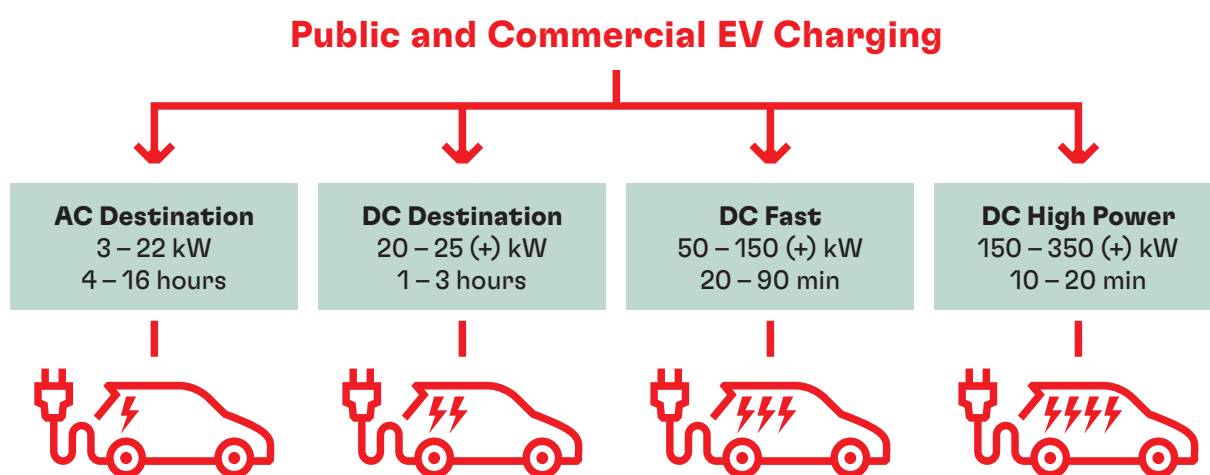 Public and Commercial EV Charging
AC Destination
3 – 22 kW
4 – 16 hours
DC Destination
20 – 25 (+) kW
1 – 3 hours
DC Fast
50 – 150 (+) kW
20 – 90 min
DC High Power
150 – 350 (+) kW
10 – 20 min